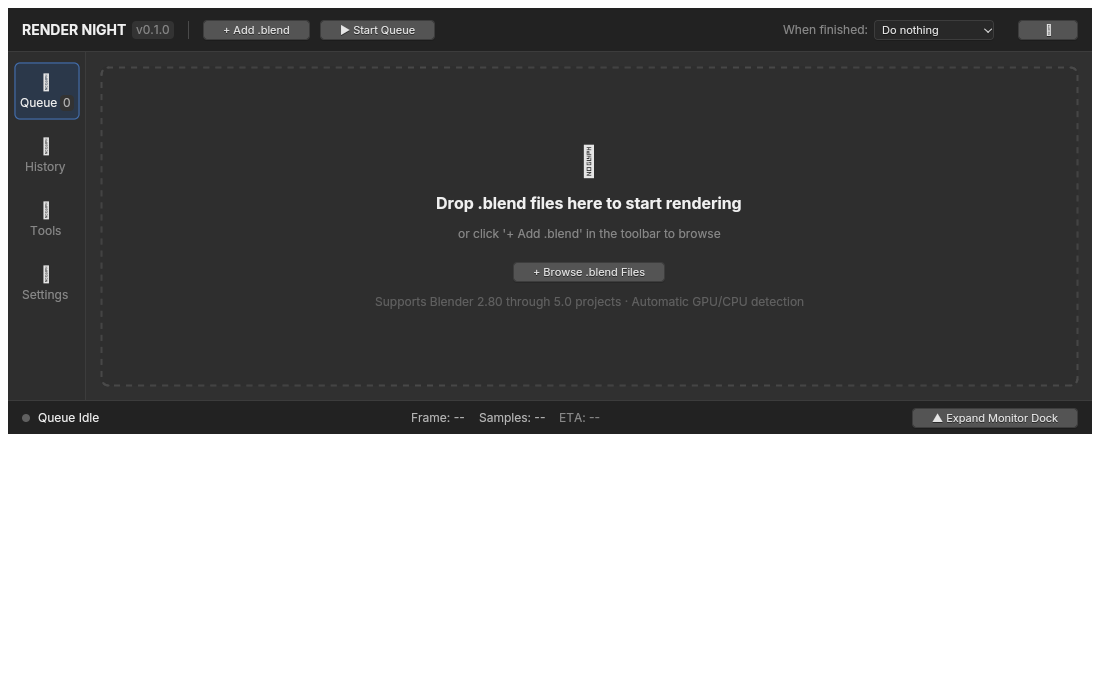 RENDER NIGHT v0.1.0
+ Add .blend
▶ Start Queue
When finished: Do nothing
Queue 0
History
Tools
Settings
Drop .blend files here to start rendering
or click '+ Add .blend' in the toolbar to browse
+ Browse .blend Files
Supports Blender 2.80 through 5.0 projects · Automatic GPU/CPU detection
Queue Idle
Frame: -- Samples: -- ETA: --
▲ Expand Monitor Dock